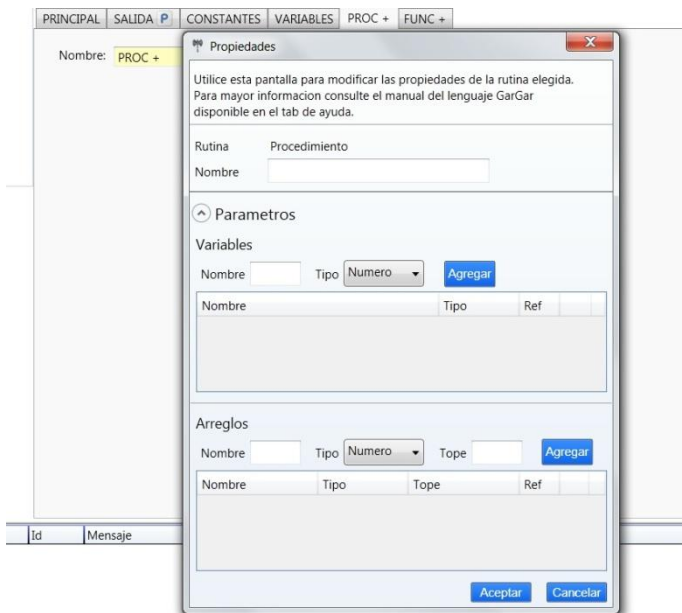 PRINCIPAL SALIDA P CONSTANTES VARIABLES PROC + FUNC +
Nombre: PROC +
Propiedades
Utilice esta pantalla para modificar las propiedades de la rutina elegida.
Para mayor informacion consulte el manual del lenguaje GarGar
disponible en el tab de ayuda.
Rutina Procedimiento
Nombre
Parametros
Variables
Nombre Tipo Numero Agregar
Nombre Tipo Ref
Arreglos
Nombre Tipo Numero Tope Agregar
Nombre Tipo Tope Ref
Id Mensaje
Aceptar Cancelar